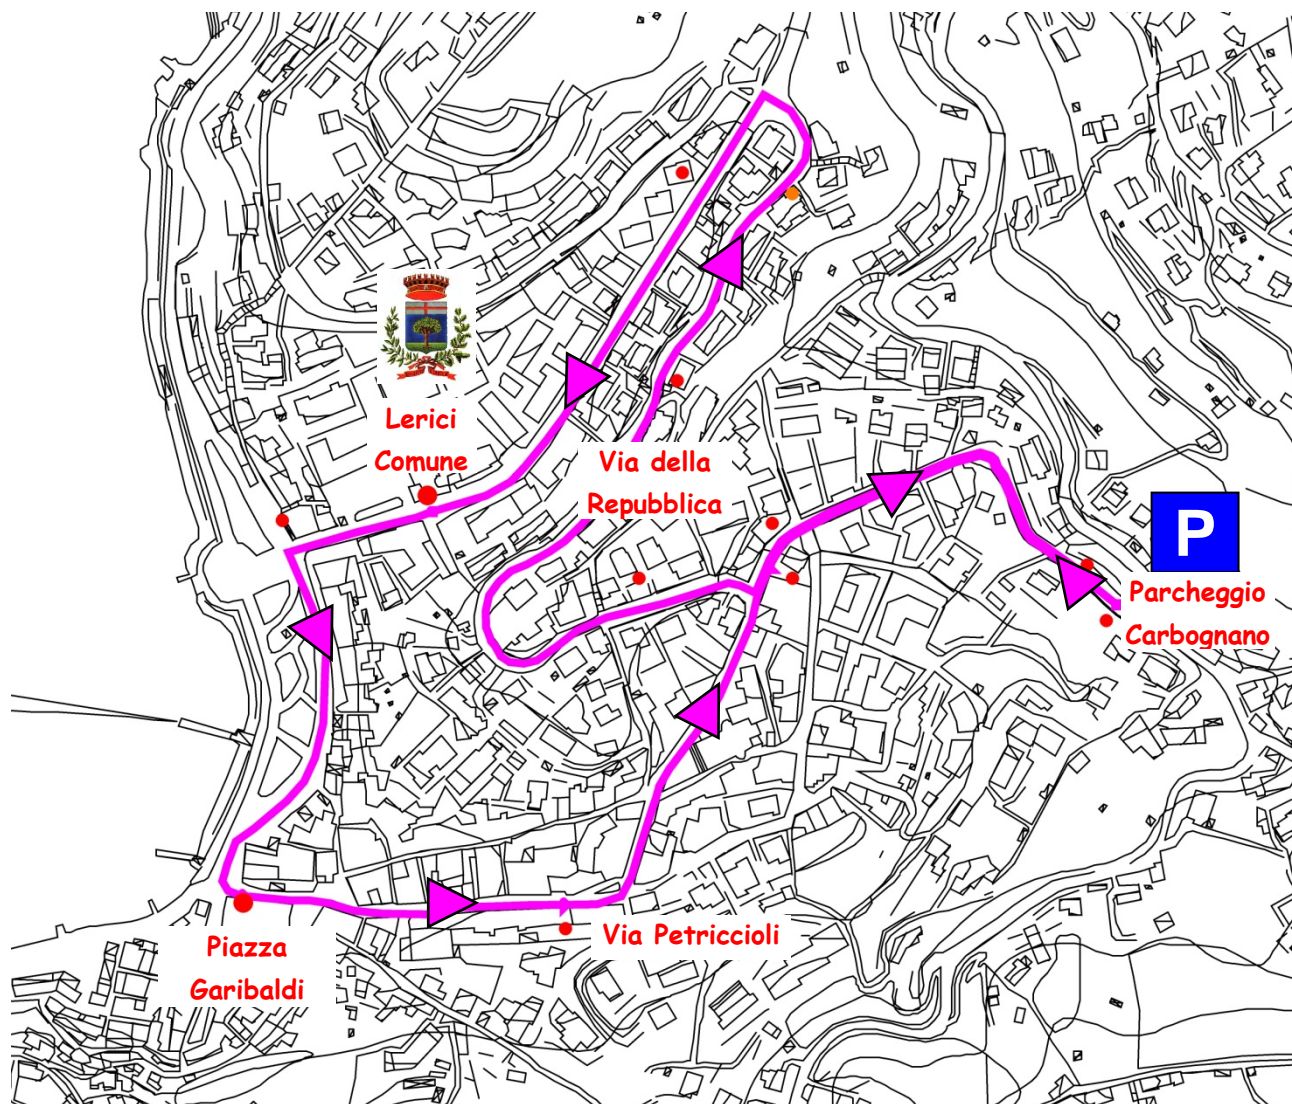 Lerici
Comune
Via della
Repubblica
P
Parcheggio
Carbognano
Via Petriccioli
Piazza
Garibaldi